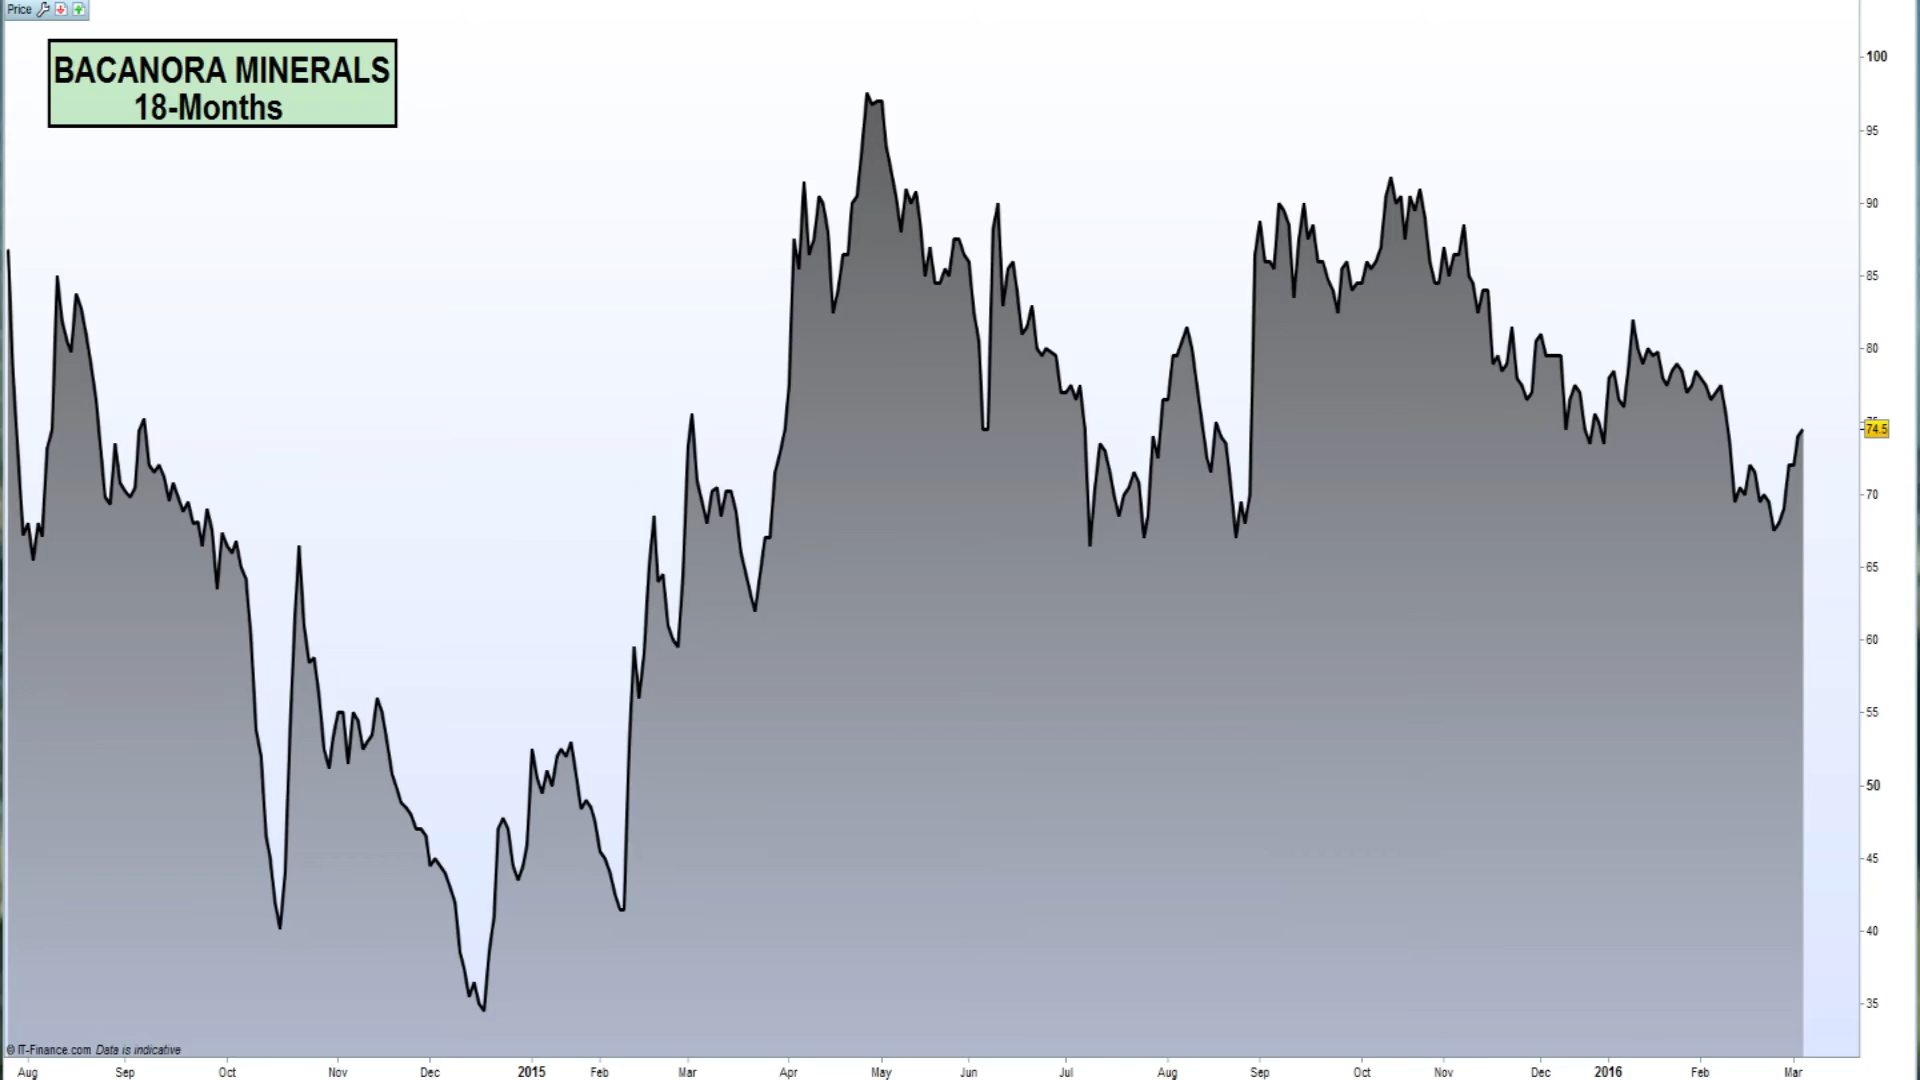 Price
BACANORA MINERALS
18-Months
100
95
90
85
80
74.5
70
65
60
55
50
45
40
35
© IT-Finance.com Data is indicative
Aug Sep Oct Nov Dec 2015 Feb Mar Apr May Jun Jul Aug Sep Oct Nov Dec 2016 Feb Mar